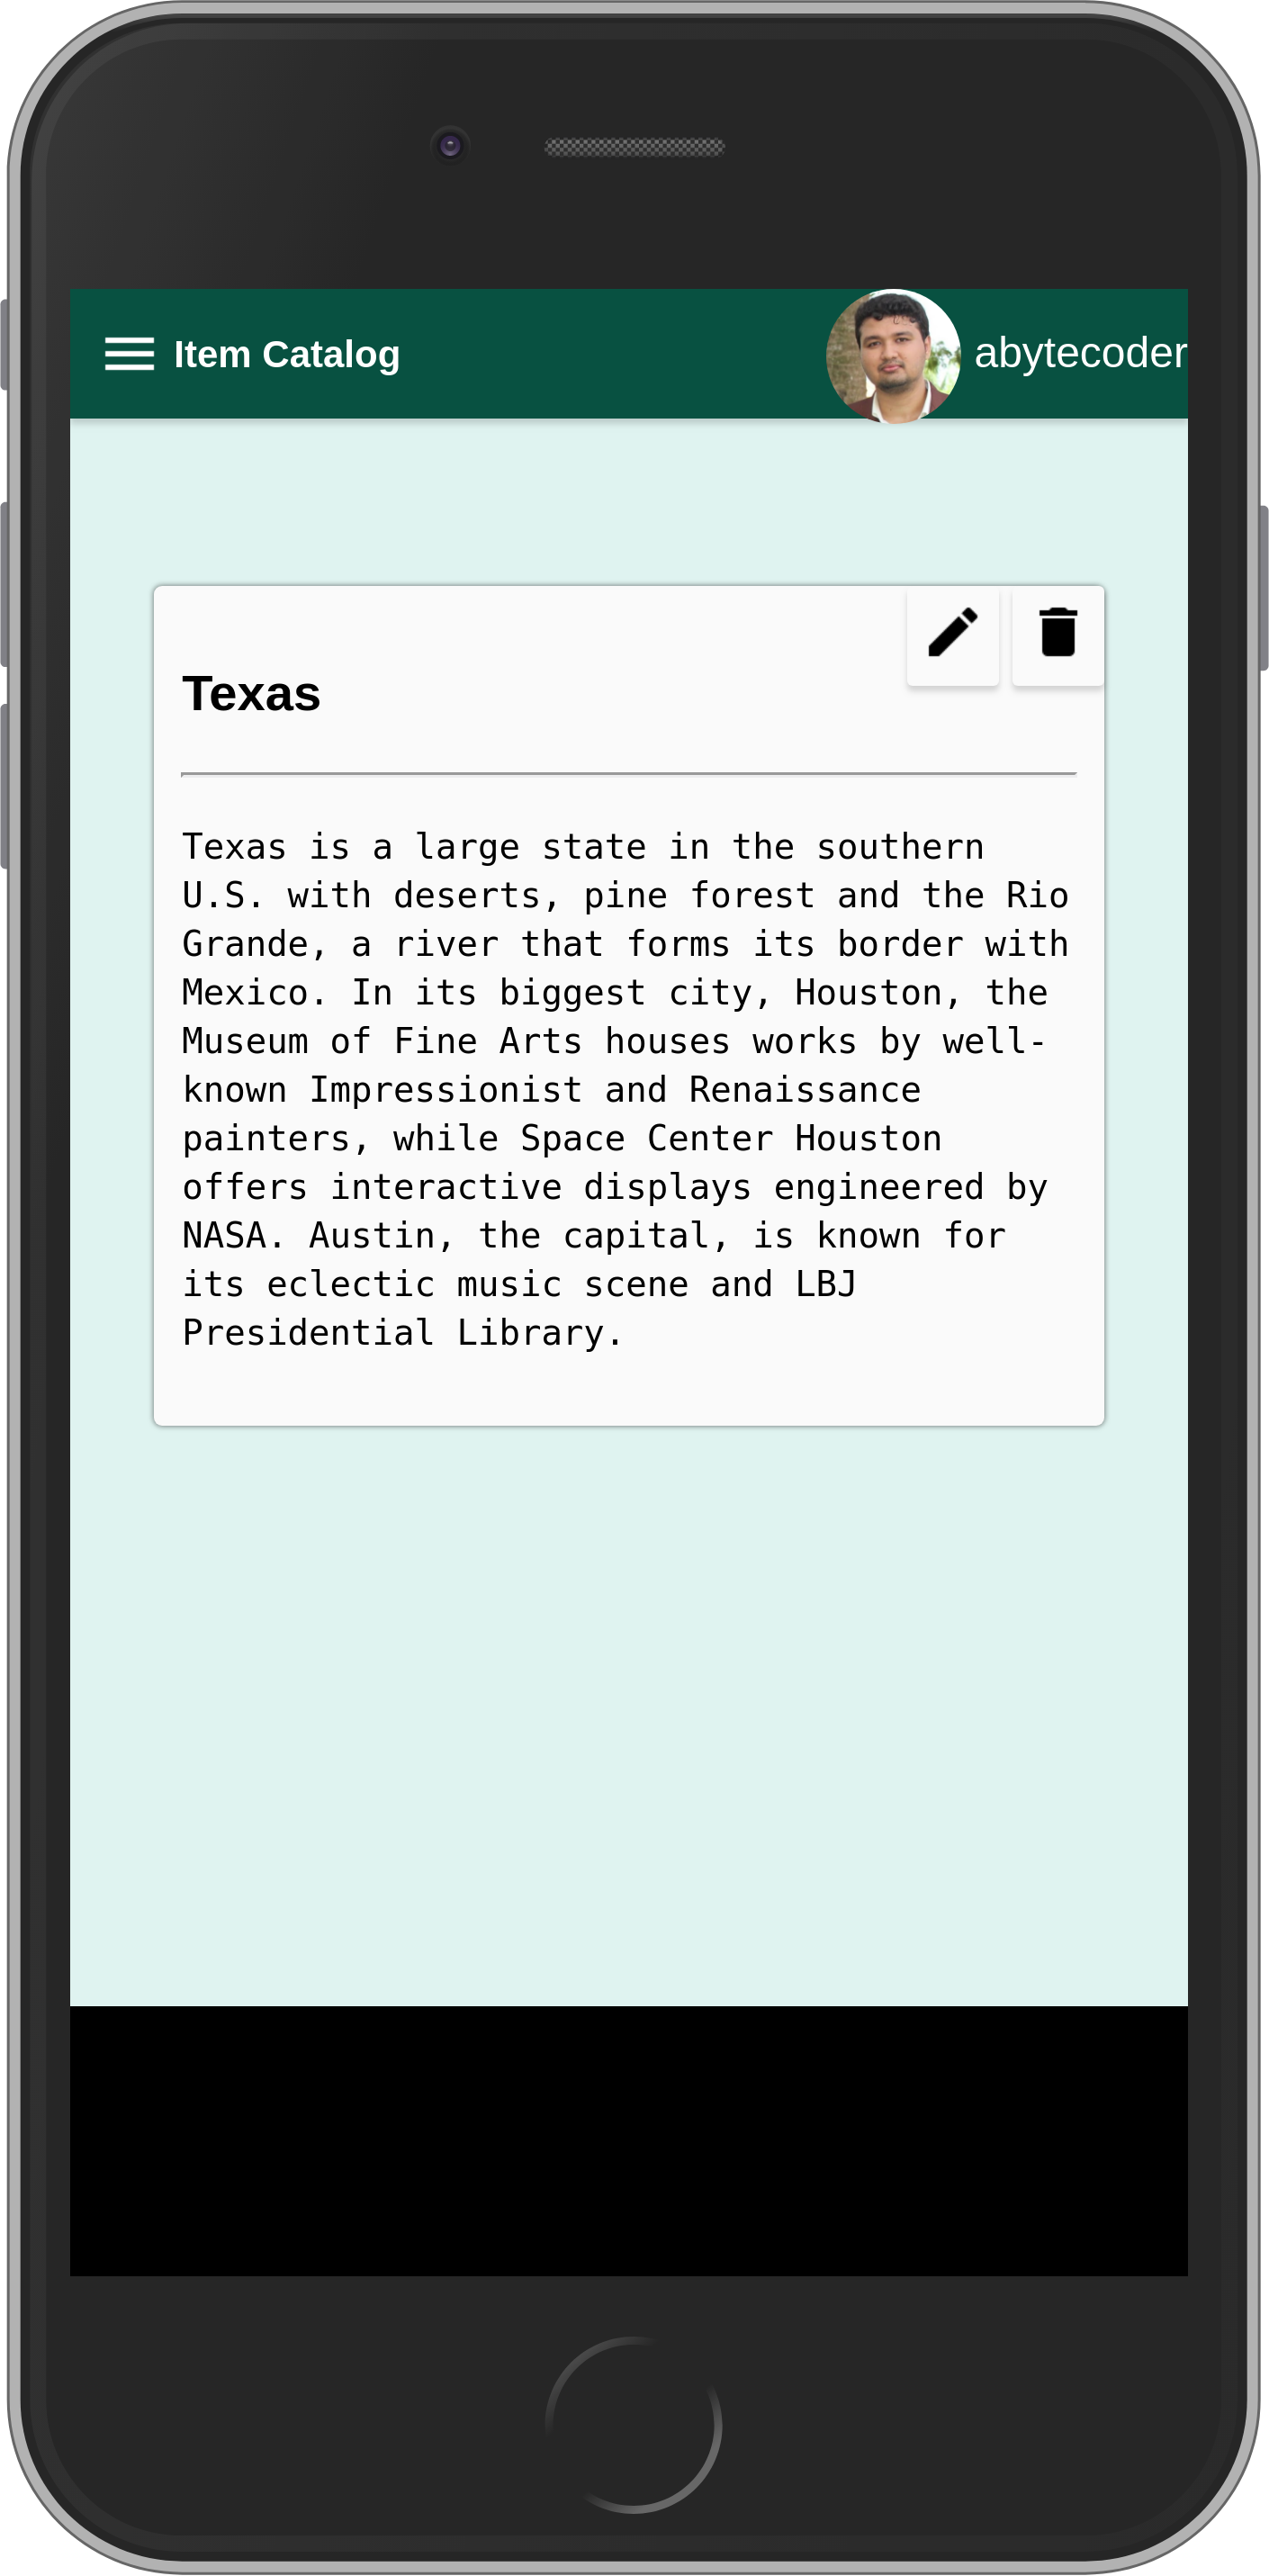 Item Catalog
abytecoder
Texas
Texas is a large state in the southern
U.S. with deserts, pine forest and the Rio
Grande, a river that forms its border with
Mexico. In its biggest city, Houston, the
Museum of Fine Arts houses works by well-
known Impressionist and Renaissance
painters, while Space Center Houston
offers interactive displays engineered by
NASA. Austin, the capital, is known for
its eclectic music scene and LBJ
Presidential Library.